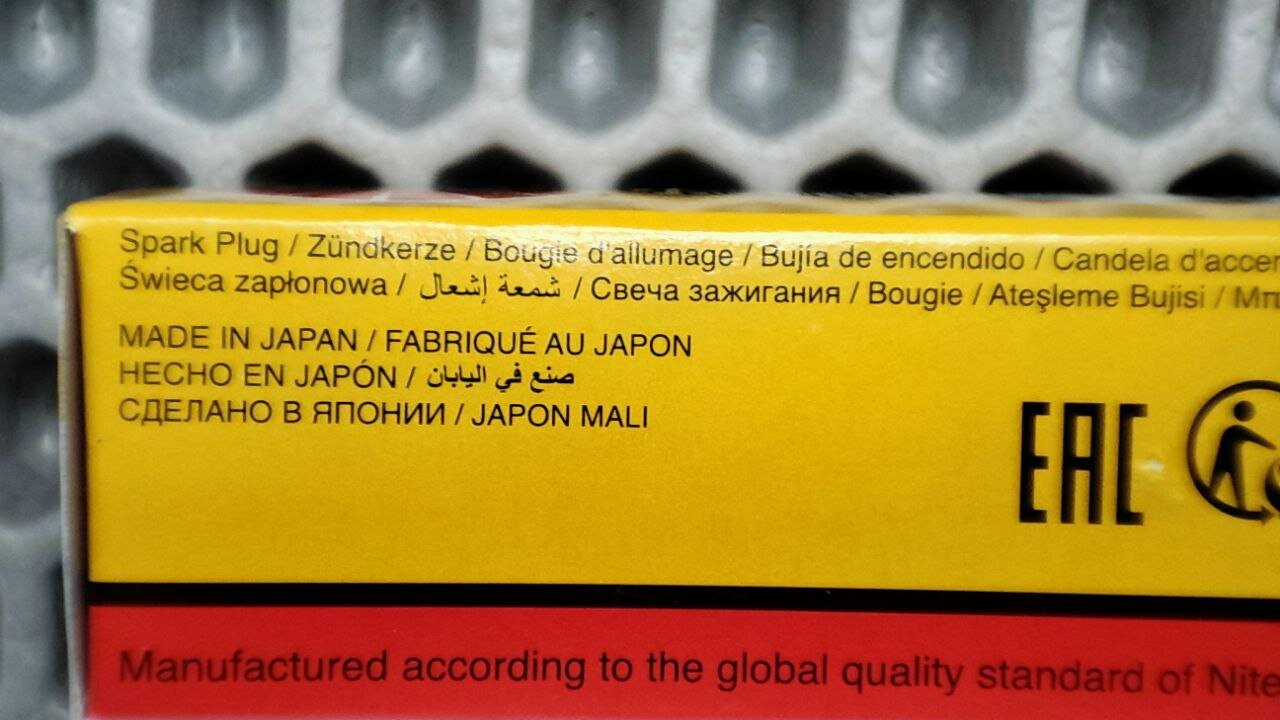 Spark Plug / Zündkerze / Bougie d'allumage / Bujía de encendido / Candela d'accen
Świeca zapłonowa / شمعة إشعال / Свеча зажигания / Bougie / Ateşleme Bujisi / Μπ
MADE IN JAPAN / FABRIQUÉ AU JAPON
HECHO EN JAPÓN / صنع في اليابان
СДЕЛАНО В ЯПОНИИ / JAPON MALI
EAC
Manufactured according to the global quality standard of Nite